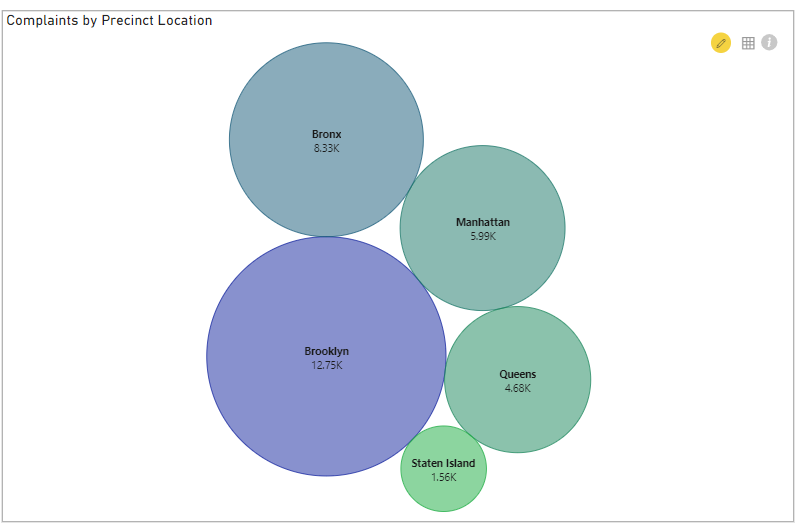 Complaints by Precinct Location
i
Bronx
8.33K
Manhattan
5.99K
Brooklyn
12.75K
Queens
4.68K
Staten Island
1.56K